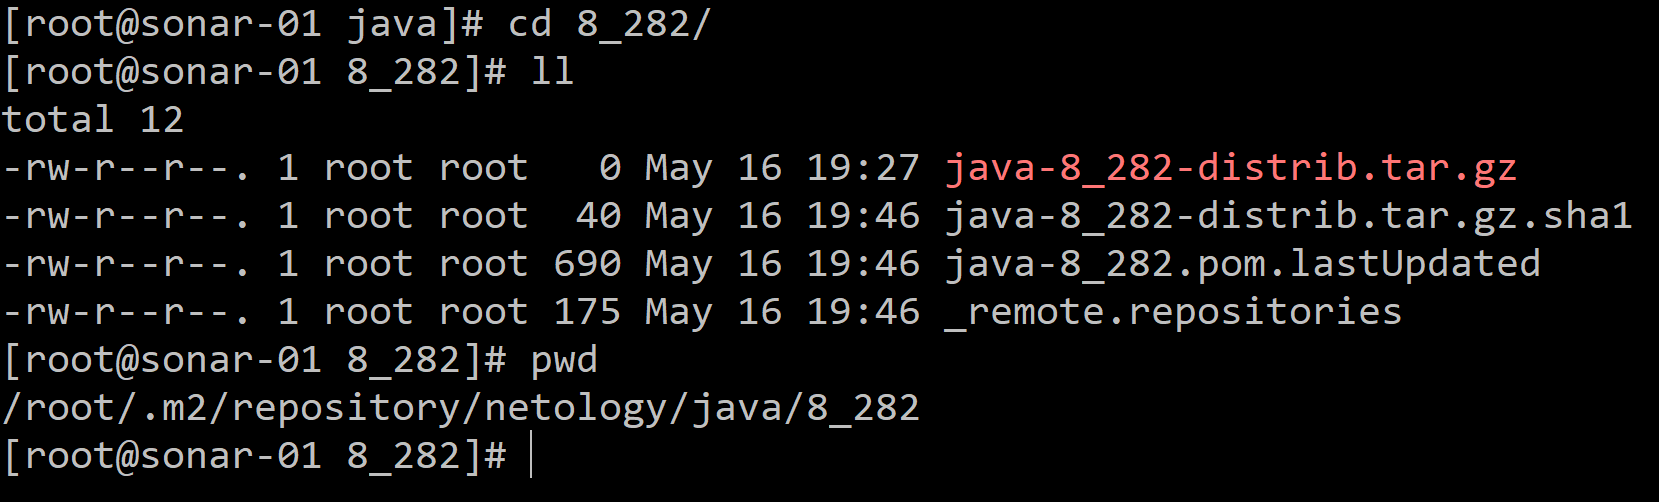 [root@sonar-01 java]# cd 8_282/
[root@sonar-01 8_282]# ll
total 12
-rw-r--r--. 1 root root   0 May 16 19:27 java-8_282-distrib.tar.gz
-rw-r--r--. 1 root root  40 May 16 19:46 java-8_282-distrib.tar.gz.sha1
-rw-r--r--. 1 root root 690 May 16 19:46 java-8_282.pom.lastUpdated
-rw-r--r--. 1 root root 175 May 16 19:46 _remote.repositories
[root@sonar-01 8_282]# pwd
/root/.m2/repository/netology/java/8_282
[root@sonar-01 8_282]#